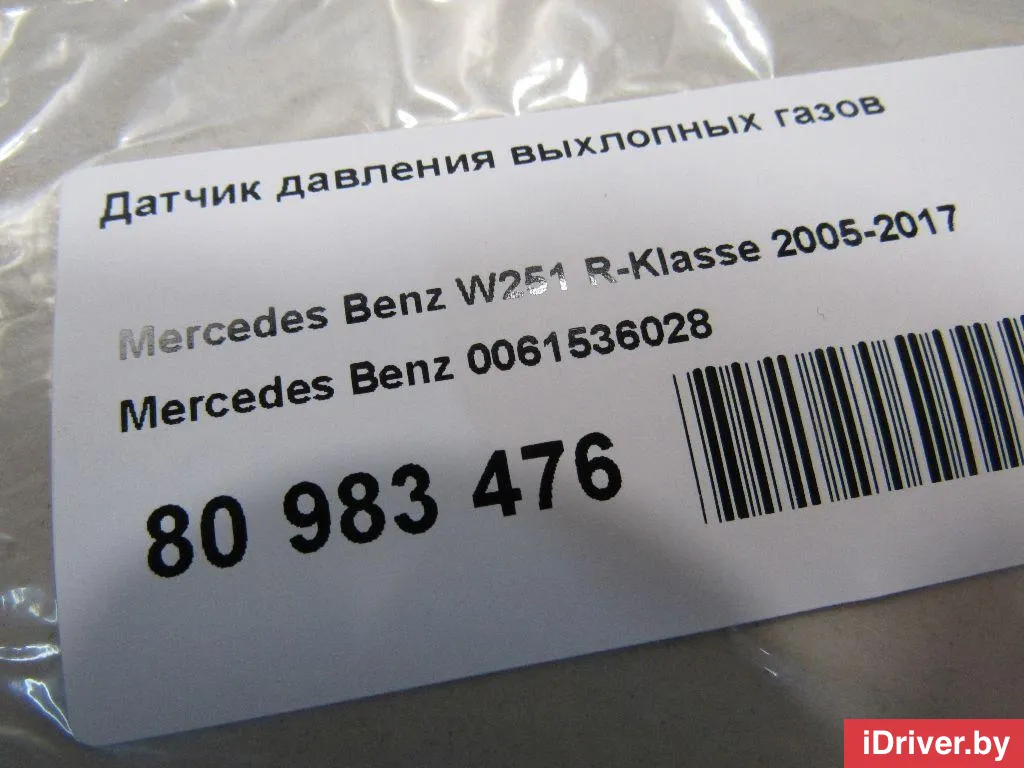 Датчик давления выхлопных газов
Mercedes Benz W251 R-Klasse 2005-2017
Mercedes Benz 0061536028
80 983 476
iDriver.by